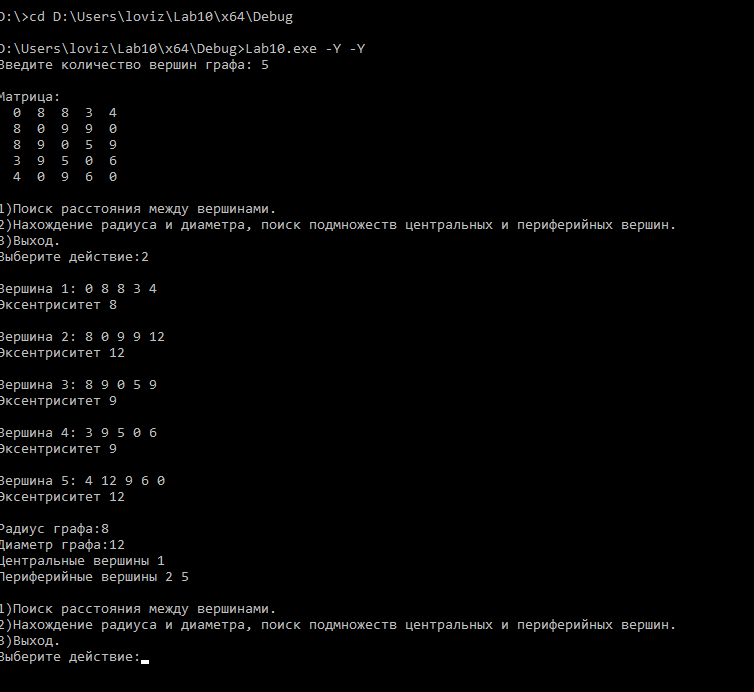 D:\>cd D:\Users\loviz\Lab10\x64\Debug
D:\Users\loviz\Lab10\x64\Debug>Lab10.exe -Y -Y
Введите количество вершин графа: 5
Матрица:
0 8 8 3 4
8 0 9 9 0
8 9 0 5 9
3 9 5 0 6
4 0 9 6 0
1)Поиск расстояния между вершинами.
2)Нахождение радиуса и диаметра, поиск подмножеств центральных и периферийных вершин.
3)Выход.
Выберите действие:2
Вершина 1: 0 8 8 3 4
Эксентриситет 8
Вершина 2: 8 0 9 9 12
Эксентриситет 12
Вершина 3: 8 9 0 5 9
Эксентриситет 9
Вершина 4: 3 9 5 0 6
Эксентриситет 9
Вершина 5: 4 12 9 6 0
Эксентриситет 12
Радиус графа:8
Диаметр графа:12
Центральные вершины 1
Периферийные вершины 2 5
1)Поиск расстояния между вершинами.
2)Нахождение радиуса и диаметра, поиск подмножеств центральных и периферийных вершин.
3)Выход.
Выберите действие: